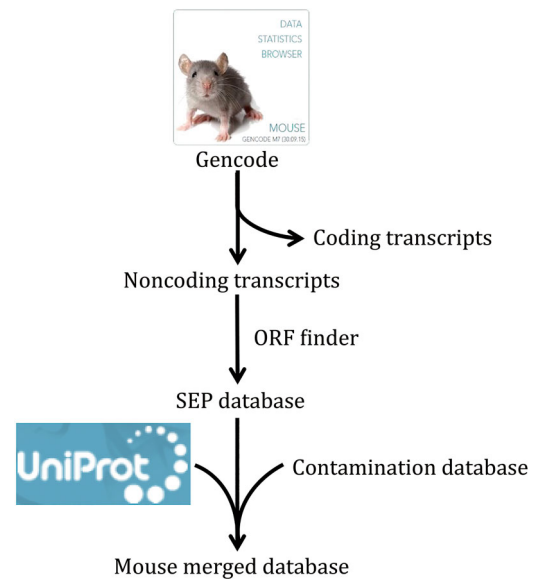 DATA
STATISTICS
BROWSER
MOUSE
GENCODE M7 (30.09.15)
Gencode
Coding transcripts
Noncoding transcripts
ORF finder
SEP database
UniProt
Contamination database
Mouse merged database